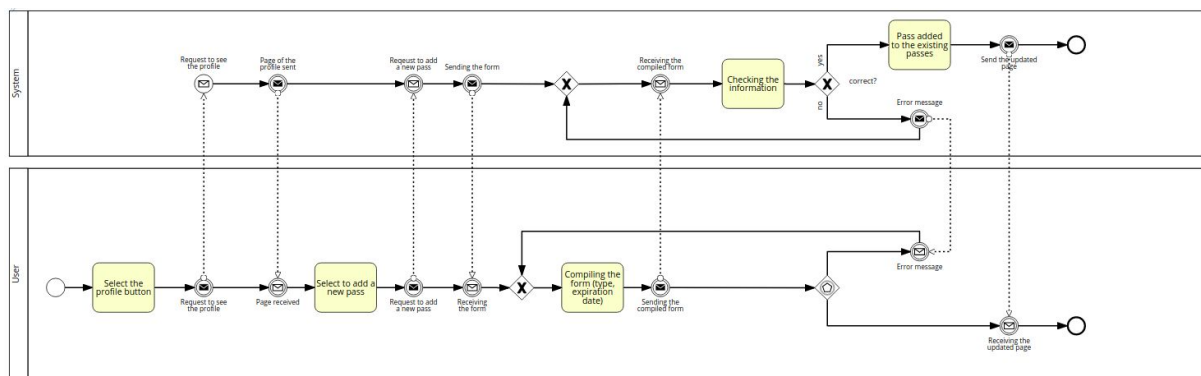 System
Request to see
the profile
Page of the
profile sent
Reqeust to add
a new pass
Sending the form
Receiving the
compiled form
Checking the
information
yes
no
correct?
Pass added
to the existing
passes
Send the updated
page
Error message
User
Select the
profile button
Request to see
the profile
Page received
Select to add a
new pass
Request to add
a new pass
Receiving
the form
Compiling the
form (type,
expiration
date)
Sending the
compiled form
Error message
Receiving the
updated page